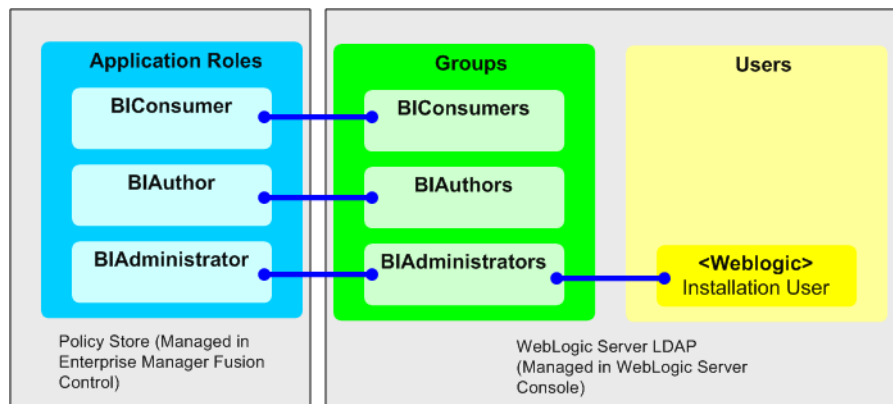 Application Roles
BIConsumer
BIAuthor
BIAdministrator
Policy Store (Managed in
Enterprise Manager Fusion
Control)
Groups
BIConsumers
BIAuthors
BIAdministrators
Users
<Weblogic>
Installation User
WebLogic Server LDAP
(Managed in WebLogic Server
Console)